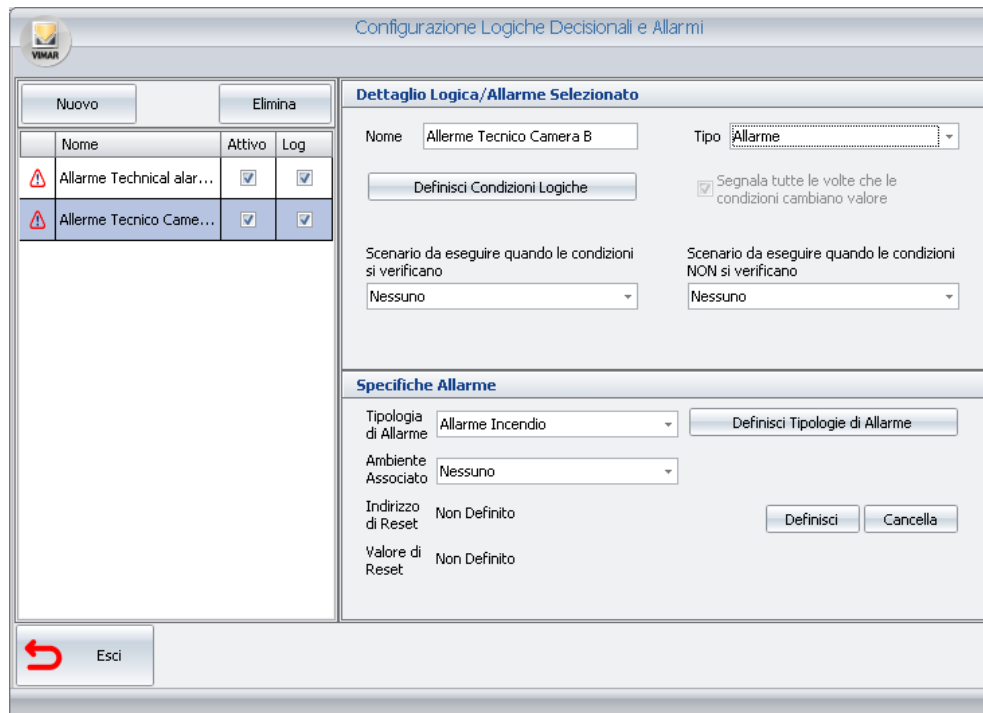 Configurazione Logiche Decisionali e Allarmi
VIMAR
Nuovo
Elimina
Nome Attivo Log
Allarme Technical alar...
Allerme Tecnico Came...
Dettaglio Logica/Allarme Selezionato
Nome Allerme Tecnico Camera B
Tipo Allarme
Definisci Condizioni Logiche
Segnala tutte le volte che le
condizioni cambiano valore
Scenario da eseguire quando le condizioni
si verificano
Nessuno
Scenario da eseguire quando le condizioni
NON si verificano
Nessuno
Specifiche Allarme
Tipologia
di Allarme
Allarme Incendio
Definisci Tipologie di Allarme
Ambiente
Associato
Nessuno
Indirizzo
di Reset
Non Definito
Definisci
Cancella
Valore di
Reset
Non Definito
Esci